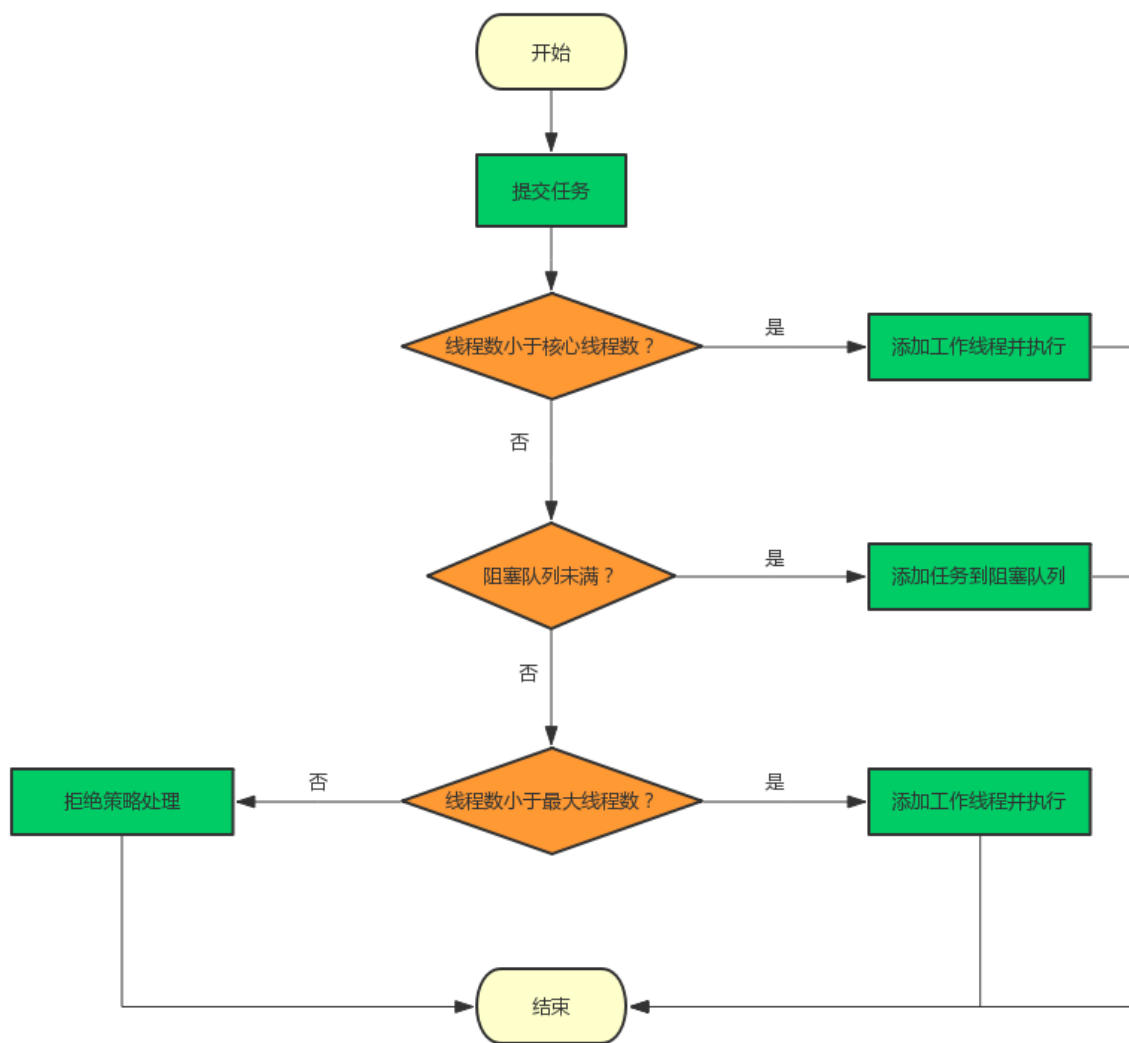 开始
提交任务
线程数小于核心线程数？
是
添加工作线程并执行
否
阻塞队列未满？
是
添加任务到阻塞队列
否
拒绝策略处理
否
线程数小于最大线程数？
是
添加工作线程并执行
结束